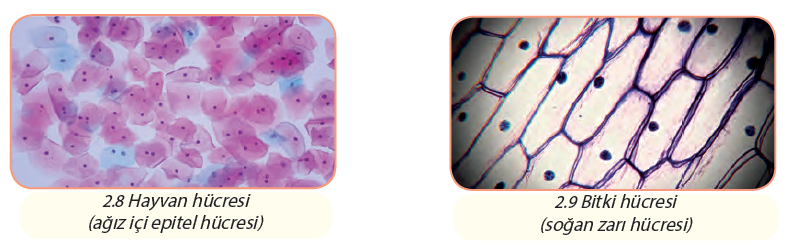 2.8 Hayvan hücresi
(ağız içi epitel hücresi)
2.9 Bitki hücresi
(soğan zarı hücresi)